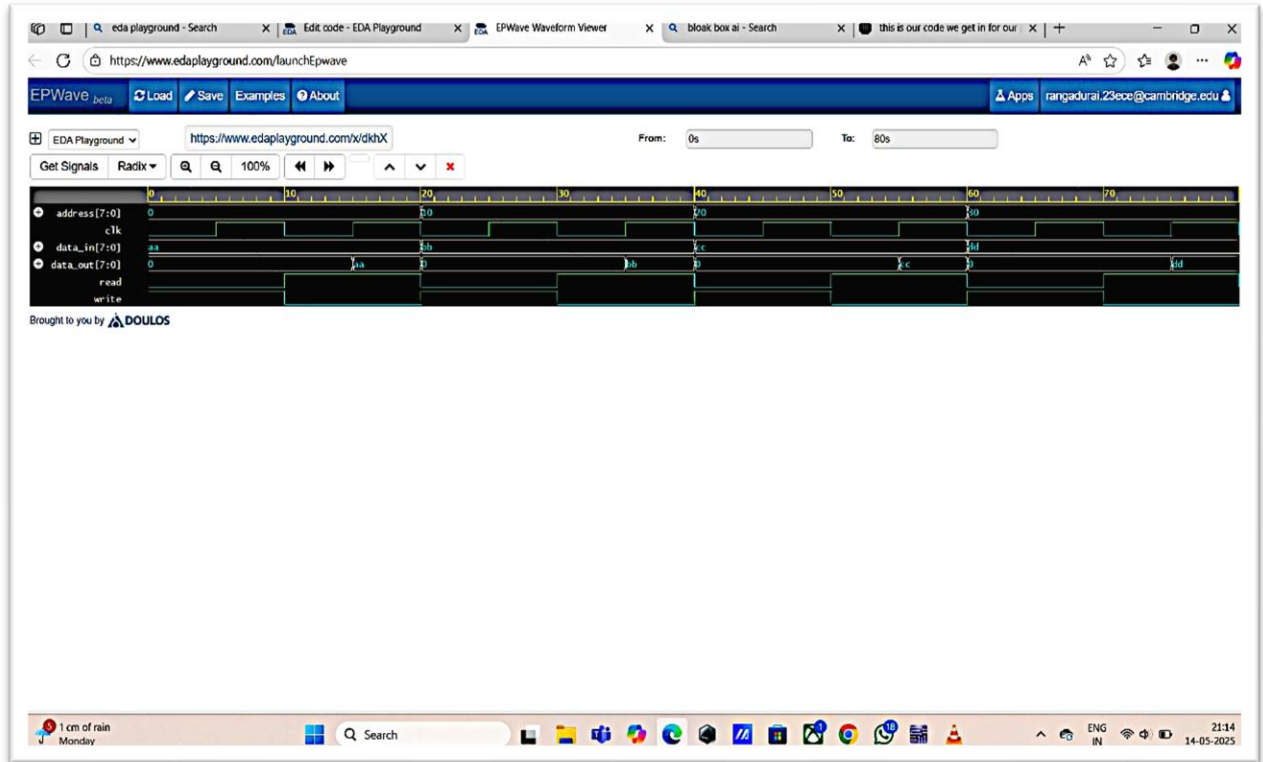 eda playground - Search Edit code - EDA Playground EPWave Waveform Viewer bloak box ai - Search this is our code we get in for our
https://www.edaplayground.com/launchEpwave
EPWave beta Load Save Examples About Apps rangadurai.23ece@cambridge.edu
EDA Playground https://www.edaplayground.com/x/dkhX From: 0s To: 80s
Get Signals Radix 100%
0 10 20 30 40 50 60 70
address[7:0] 0 10 20 30
clk
data_in[7:0] aa bb cc dd
data_out[7:0] 0 aa 0 bb 0 cc 0 dd
read
write
Brought to you by DOULOS
5 1 cm of rain Search 1 18 ENG 21:14
Monday IN 14-05-2025